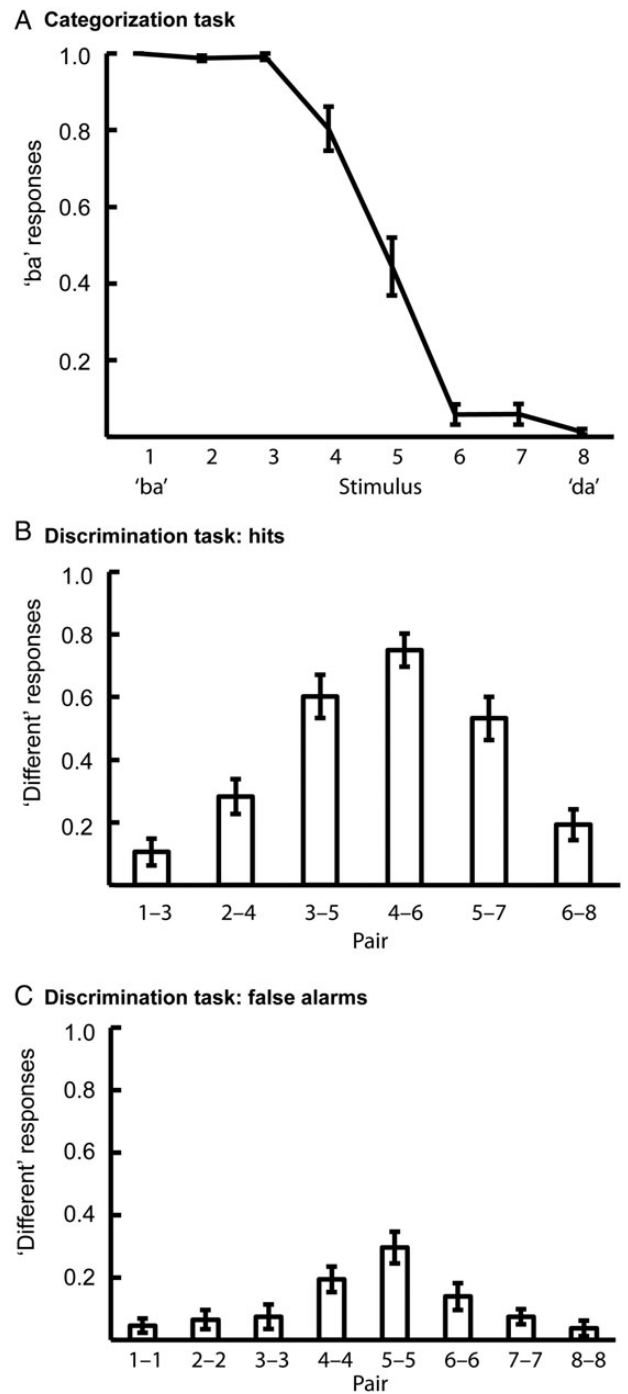 A Categorization task
1.0
0.8
0.6
0.4
0.2
'ba' responses
1 2 3 4 5 6 7 8
'ba' Stimulus 'da'
B Discrimination task: hits
1.0
0.8
0.6
0.4
0.2
'Different' responses
1–3 2–4 3–5 4–6 5–7 6–8
Pair
C Discrimination task: false alarms
1.0
0.8
0.6
0.4
0.2
'Different' responses
1–1 2–2 3–3 4–4 5–5 6–6 7–7 8–8
Pair